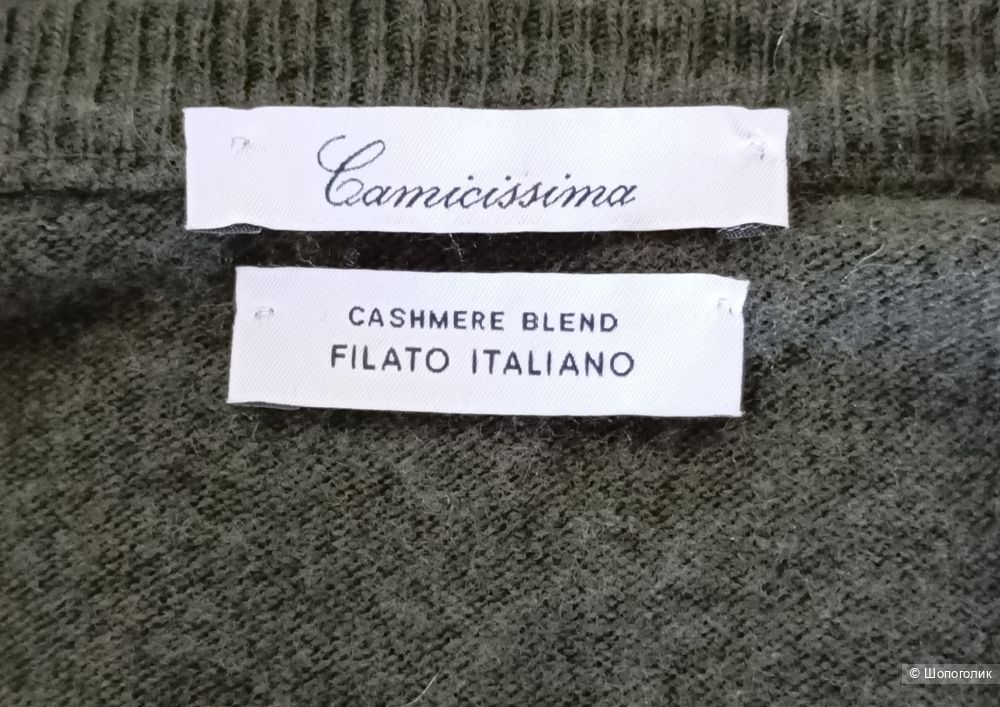 Camicissima
CASHMERE BLEND
FILATO ITALIANO
© Шопоголик